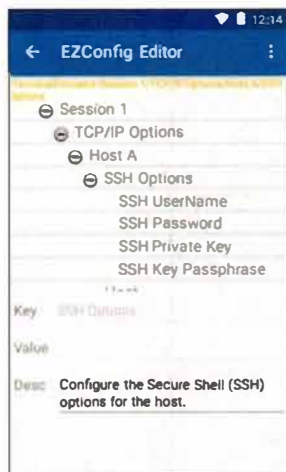 12:14
EZConfig Editor
Session 1
TCP/IP Options
Host A
SSH Options
SSH UserName
SSH Password
SSH Private Key
SSH Key Passphrase
Key SSH Options
Value
Desc Configure the Secure Shell (SSH)
options for the host.